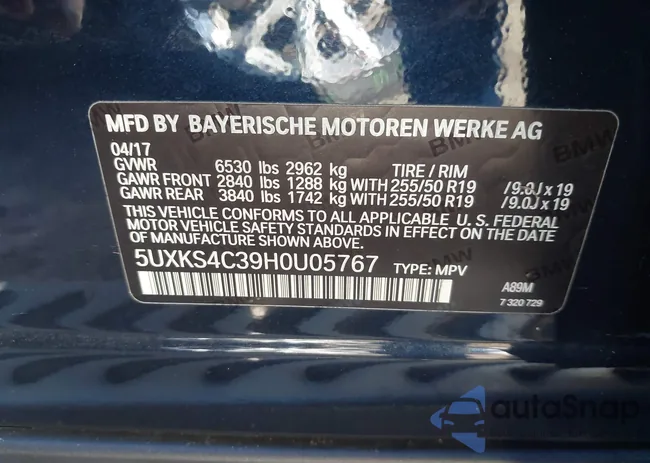 MFD BY BAYERISCHE MOTOREN WERKE AG
04/17
GVWR 6530 lbs 2962 kg TIRE / RIM
GAWR FRONT 2840 lbs 1288 kg WITH 255/50 R19 /9.0J x 19
GAWR REAR 3840 lbs 1742 kg WITH 255/50 R19 /9.0J x 19
THIS VEHICLE CONFORMS TO ALL APPLICABLE U. S. FEDERAL
MOTOR VEHICLE SAFETY STANDARDS IN EFFECT ON THE DATE
OF MANUFACTURE SHOWN ABOVE.
5UXKS4C39H0U05767 TYPE: MPV
A89M
7 320 729
BMW
autoSnap